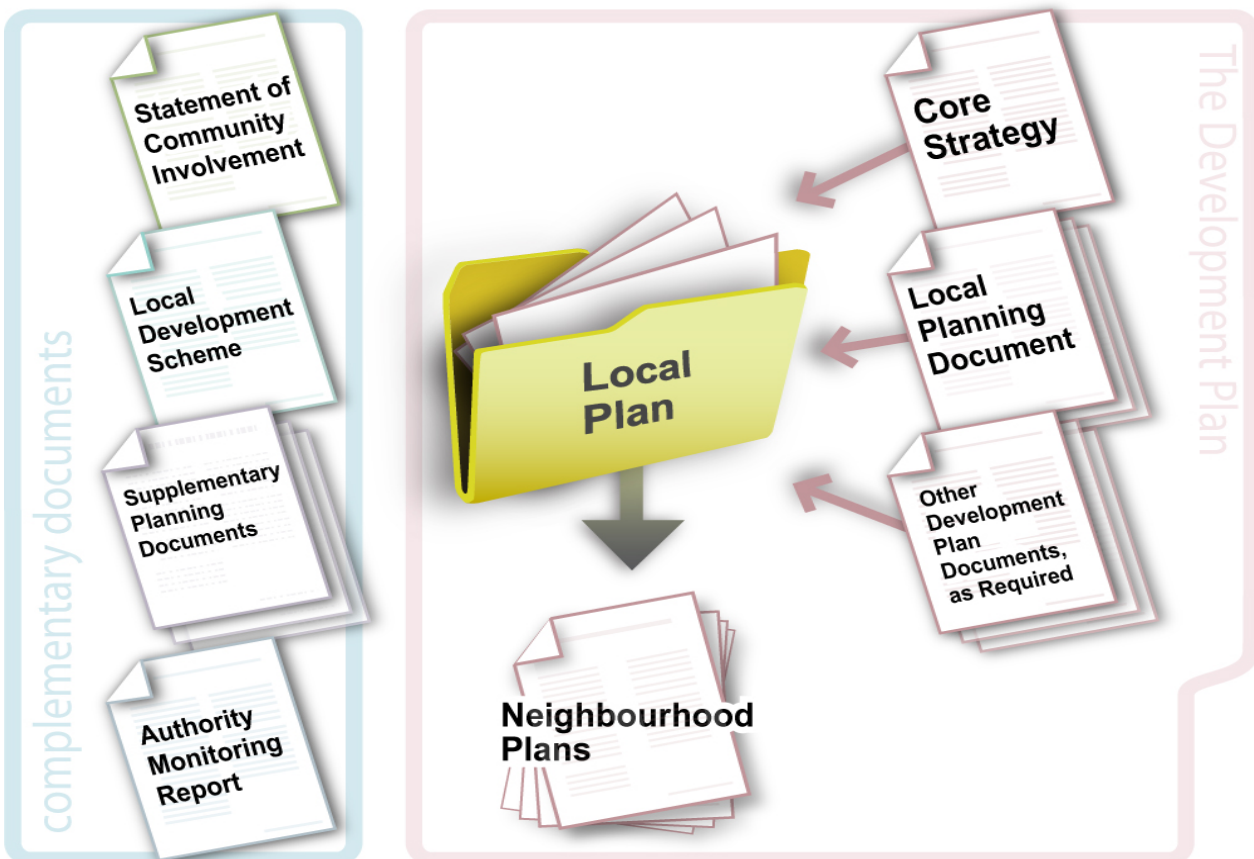 complementary documents
Statement of
Community
Involvement
Local
Development
Scheme
Supplementary
Planning
Documents
Authority
Monitoring
Report
The Development Plan
Local
Plan
Core
Strategy
Local
Planning
Document
Other
Development
Plan
Documents,
as Required
Neighbourhood
Plans